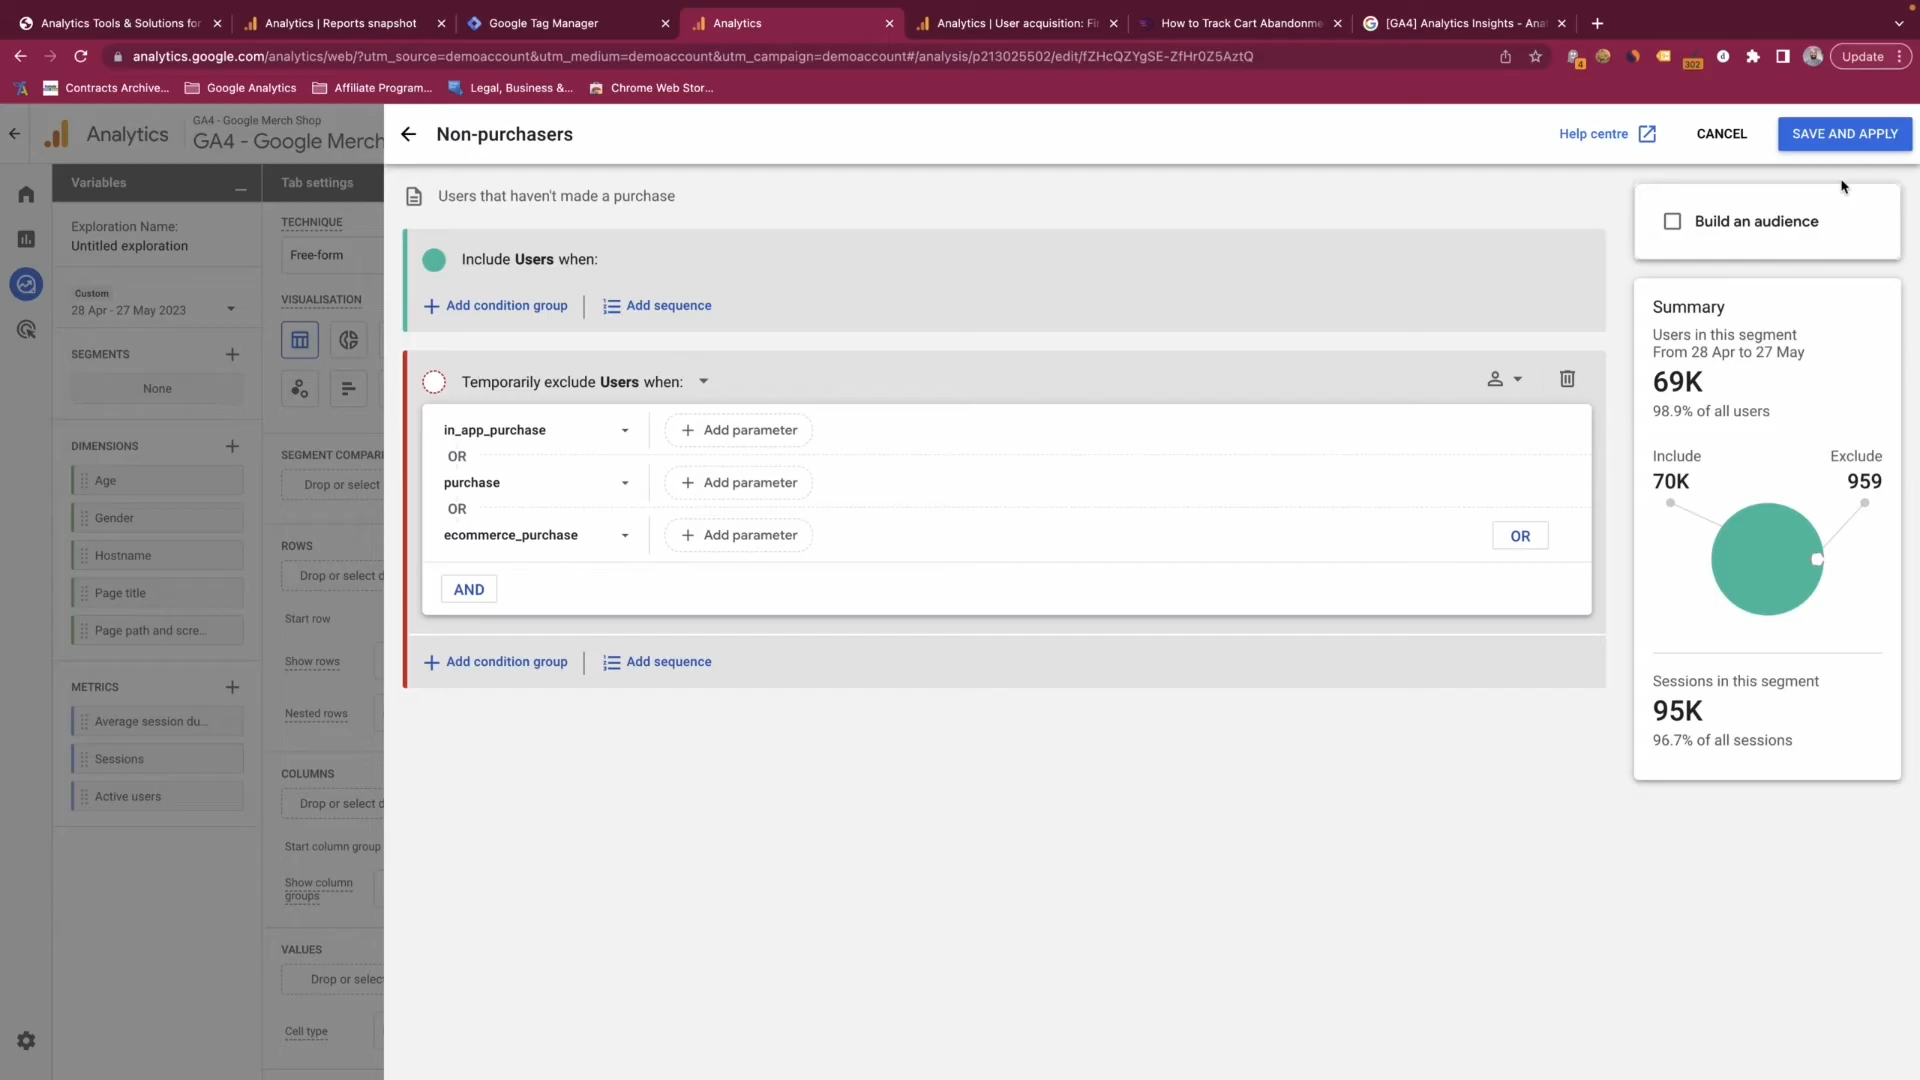 Analytics Tools & Solutions for
Analytics | Reports snapshot
Google Tag Manager
Analytics
Analytics | User acquisition: Fi
How to Track Cart Abandonme
[GA4] Analytics Insights - Ana
analytics.google.com/analytics/web/?utm_source=demoaccount&utm_medium=demoaccount&utm_campaign=demoaccount#/analysis/p213025502/edit/fZHcQZYgSE-ZfHr0Z5AztQ
4
302
Update
Contracts Archive...
Google Analytics
Affiliate Program...
Legal, Business &...
Chrome Web Stor...
Analytics
GA4 - Google Merch Shop
GA4 - Google Merch
Non-purchasers
Help centre
CANCEL
SAVE AND APPLY
Variables
Exploration Name:
Untitled exploration
Custom
28 Apr - 27 May 2023
SEGMENTS
None
DIMENSIONS
Age
Gender
Hostname
Page title
Page path and scre...
METRICS
Average session du...
Sessions
Active users
Tab settings
TECHNIQUE
Free-form
VISUALISATION
SEGMENT COMPARI
Drop or select
ROWS
Drop or select d
Start row
Show rows
Nested rows
COLUMNS
Drop or select d
Start column group
Show column
groups
VALUES
Drop or selec
Cell type
Users that haven't made a purchase
Include Users when:
Add condition group
Add sequence
Temporarily exclude Users when:
in_app_purchase
Add parameter
OR
purchase
Add parameter
OR
ecommerce_purchase
Add parameter
OR
AND
Add condition group
Add sequence
Build an audience
Summary
Users in this segment
From 28 Apr to 27 May
69K
98.9% of all users
Include
Exclude
70K
959
Sessions in this segment
95K
96.7% of all sessions